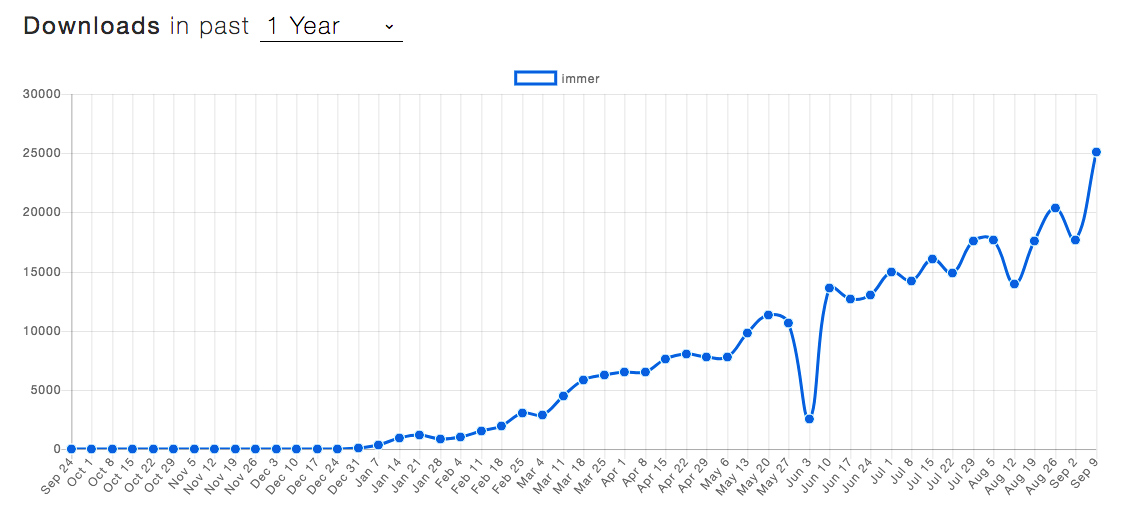 Downloads in past 1 Year
immer
30000
25000
20000
15000
10000
5000
0
Sep 24 Oct 1 Oct 8 Oct 15 Oct 22 Oct 29 Nov 5 Nov 12 Nov 19 Nov 26 Dec 3 Dec 10 Dec 17 Dec 24 Dec 31 Jan 7 Jan 14 Jan 21 Jan 28 Feb 4 Feb 11 Feb 18 Feb 25 Mar 4 Mar 11 Mar 18 Mar 25 Apr 1 Apr 8 Apr 15 Apr 22 Apr 29 May 6 May 13 May 20 May 27 Jun 3 Jun 10 Jun 17 Jun 24 Jul 1 Jul 8 Jul 15 Jul 22 Jul 29 Aug 5 Aug 12 Aug 19 Aug 26 Sep 2 Sep 9